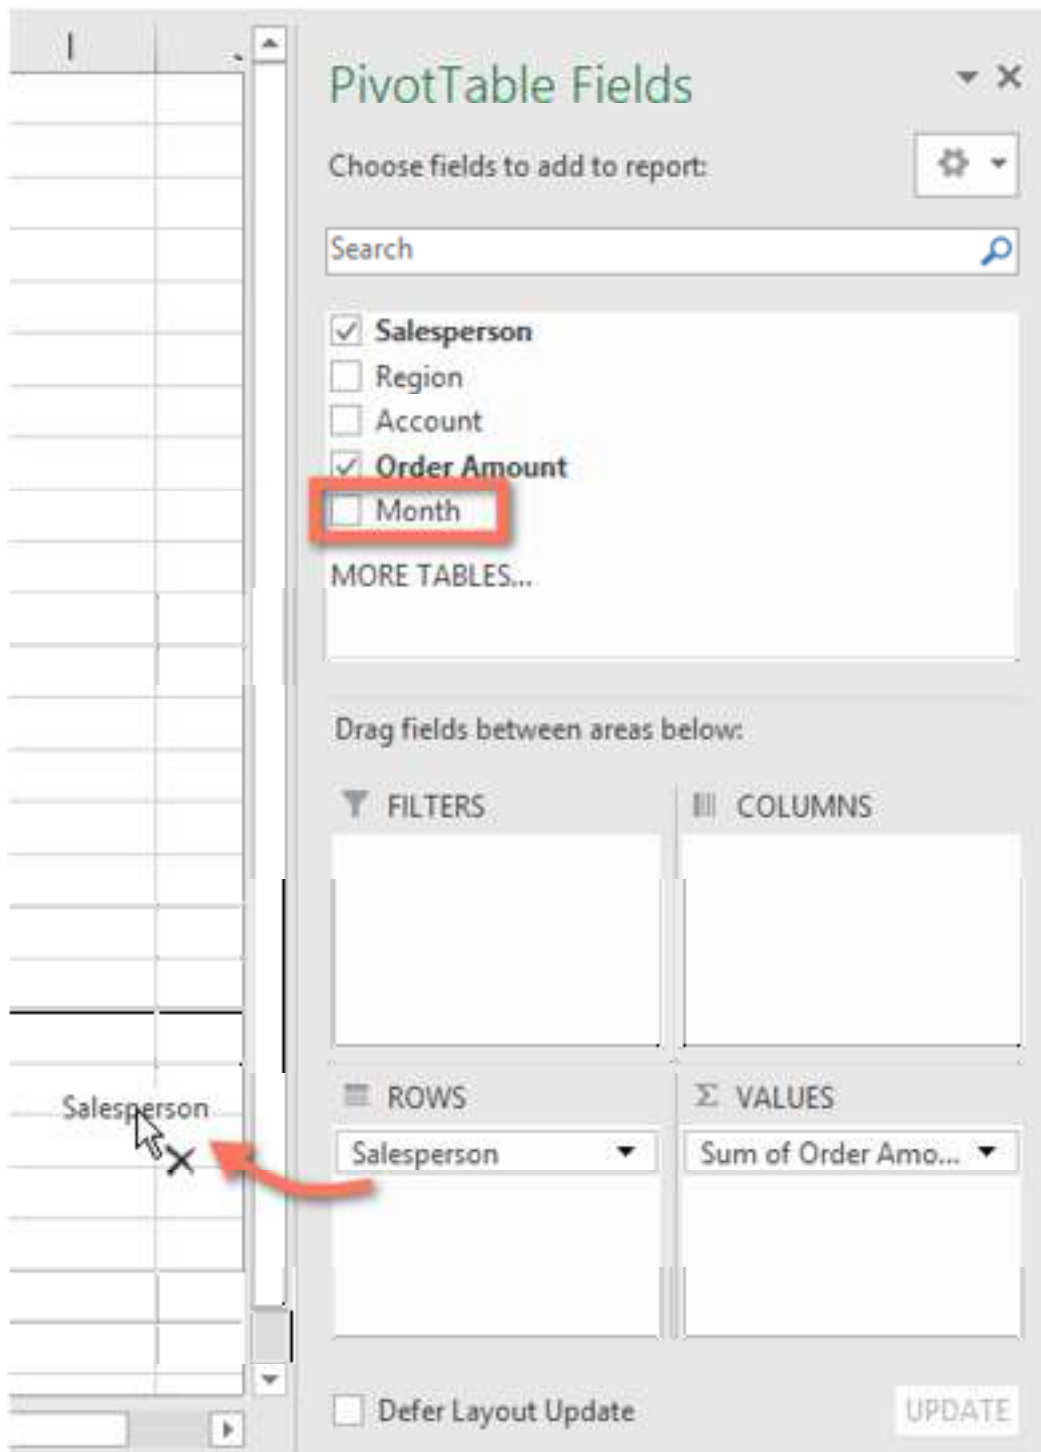 I
PivotTable Fields
Choose fields to add to report:
Search
Salesperson
Region
Account
Order Amount
Month
MORE TABLES...
Drag fields between areas below:
FILTERS
COLUMNS
Salesperson
ROWS
Σ VALUES
Salesperson
Sum of Order Amo...
Defer Layout Update
UPDATE